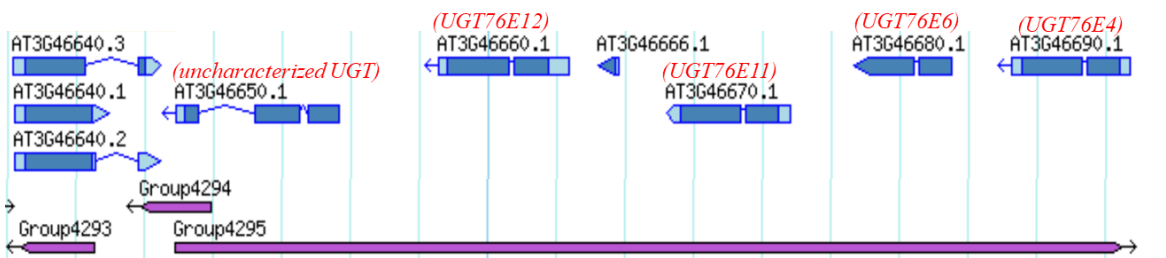 (UGT76E12) (UGT76E6) (UGT76E4)
AT3G46640.3 AT3G46660.1 AT3G46666.1 AT3G46680.1 AT3G46690.1
(uncharacterized UGT) (UGT76E11)
AT3G46640.1 AT3G46650.1 AT3G46670.1
AT3G46640.2
Group4294
Group4293 Group4295